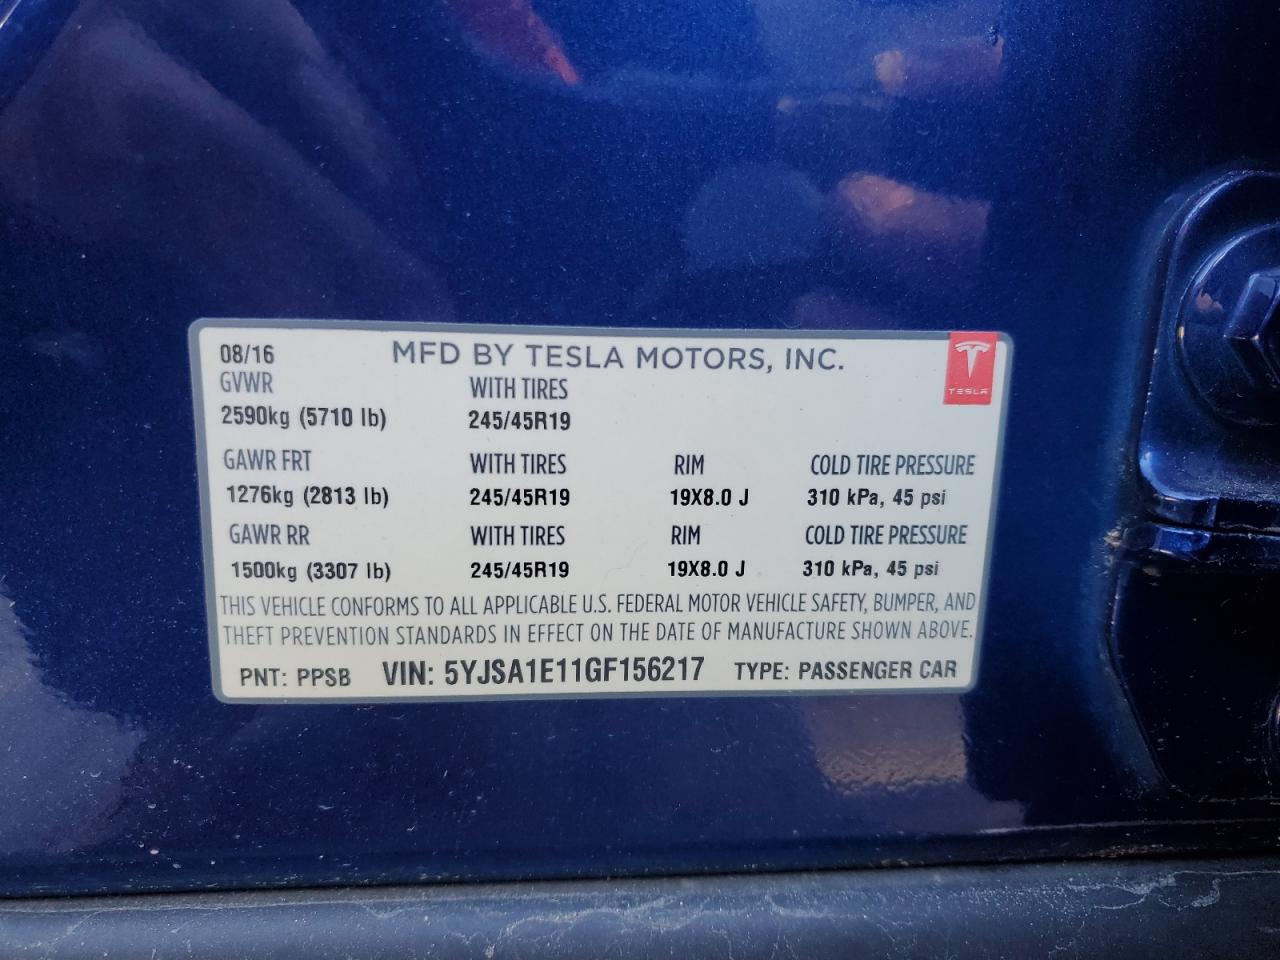 08/16 MFD BY TESLA MOTORS, INC.
TESLA
GVWR WITH TIRES
2590kg (5710 lb) 245/45R19
GAWR FRT WITH TIRES RIM COLD TIRE PRESSURE
1276kg (2813 lb) 245/45R19 19X8.0 J 310 kPa, 45 psi
GAWR RR WITH TIRES RIM COLD TIRE PRESSURE
1500kg (3307 lb) 245/45R19 19X8.0 J 310 kPa, 45 psi
THIS VEHICLE CONFORMS TO ALL APPLICABLE U.S. FEDERAL MOTOR VEHICLE SAFETY, BUMPER, AND
THEFT PREVENTION STANDARDS IN EFFECT ON THE DATE OF MANUFACTURE SHOWN ABOVE.
PNT: PPSB VIN: 5YJSA1E11GF156217 TYPE: PASSENGER CAR